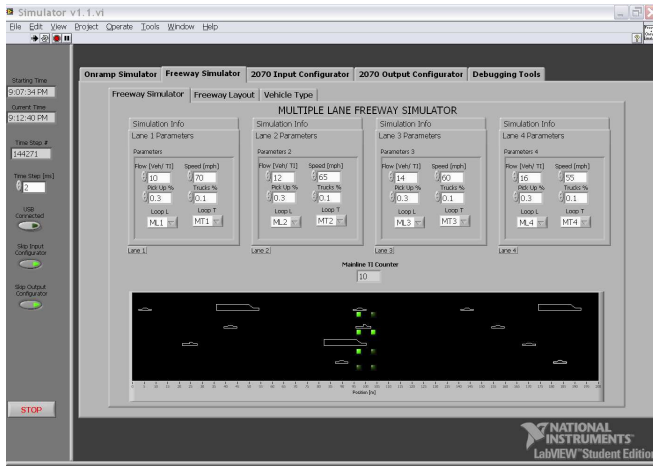 Simulator v1.1.vi
File Edit View Project Operate Tools Window Help
Onramp Simulator Freeway Simulator 2070 Input Configurator 2070 Output Configurator Debugging Tools
Freeway Simulator Freeway Layout Vehicle Type
MULTIPLE LANE FREEWAY SIMULATOR
Starting Time
9:07:34 PM
Current Time
9:12:40 PM
Time Step #
144271
Time Step [ms]
2
USB
Connected
Skip Input
Configurator
Skip Output
Configurator
STOP
Simulation Info Simulation Info Simulation Info Simulation Info
Lane 1 Parameters Lane 2 Parameters Lane 3 Parameters Lane 4 Parameters
Parameters Parameters 2 Parameters 3 Parameters 4
Flow [Veh/ TI] Speed [mph] Flow [Veh/ TI] Speed [mph] Flow [Veh/ TI] Speed [mph] Flow [Veh/ TI] Speed [mph]
10 70 12 65 14 60 16 55
Pick Up % Trucks % Pick Up % Trucks % Pick Up % Trucks % Pick Up % Trucks %
0.3 0.1 0.3 0.1 0.3 0.1 0.3 0.1
Loop L Loop T Loop L Loop T Loop L Loop T Loop L Loop T
ML1 MT1 ML2 MT2 ML3 MT3 ML4 MT4
Lane 1 Lane 2 Lane 3 Lane 4
Mainline TI Counter
10
Position [m]
NATIONAL
INSTRUMENTS
LabVIEW Student Edition